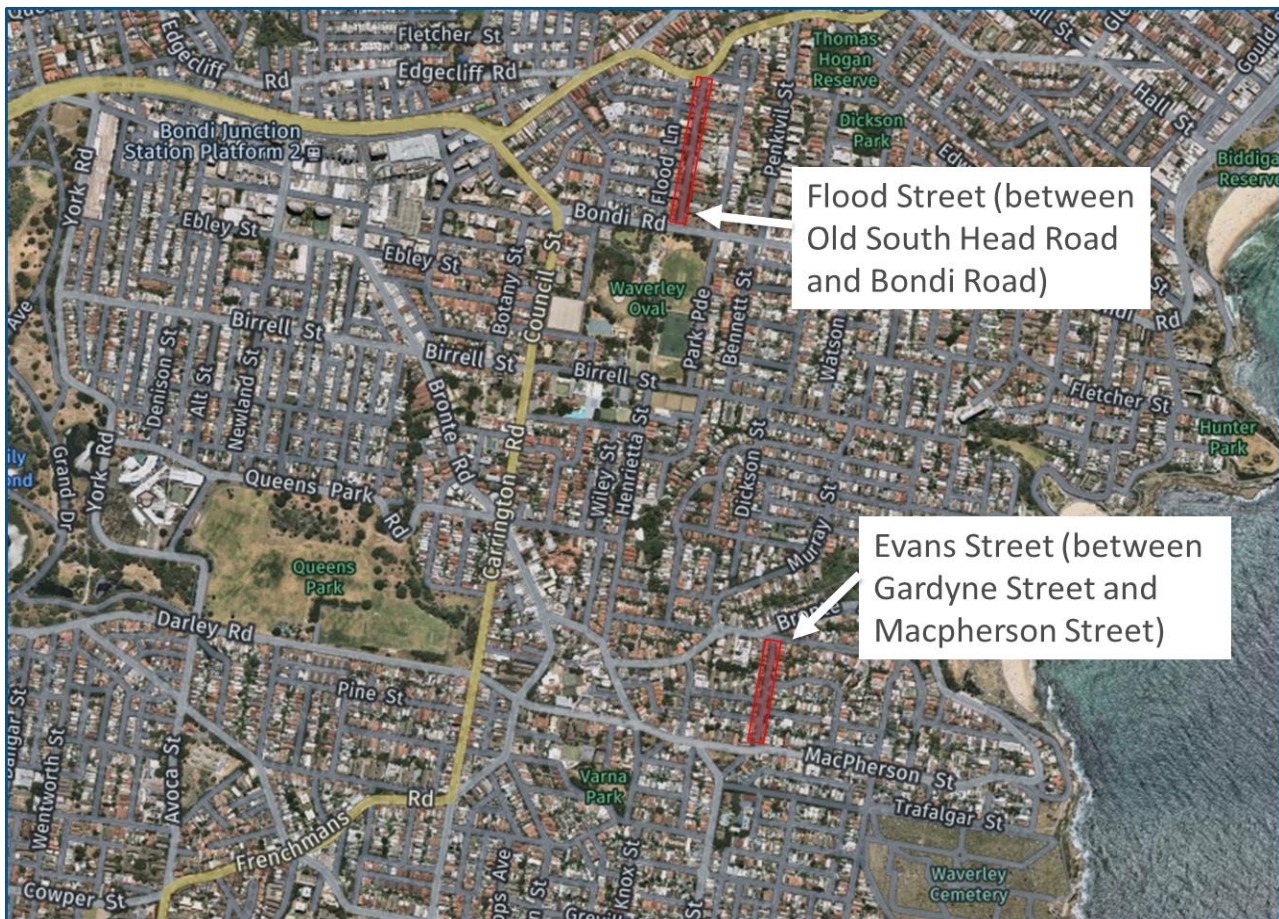 Fletcher St
Edgecliff
Rd
Edgecliff Rd
Thomas
Hogan
Reserve
Hall St
Penkivil St
Dickson
Park
Bondi Junction
Station Platform 2
York Rd
Flood Ln
Bondi Rd
Flood Street (between
Old South Head Road
and Bondi Road)
Ebley St
Ebley St
Botany St
Council St
Waverley
Oval
Park Pde
Bennett St
Watson
Rd
Ave
Birrell St
Birrell St
Birrell St
Denison St
Alt St
Newland St
Bronte Rd
Carrington Rd
Wiley St
Henrietta St
Dickson St
Fletcher St
Hunter
Park
Grand Dr
York Rd
Queens Park
Rd
Murray St
Queens
Park
Evans Street (between
Gardyne Street and
Macpherson Street)
Darley Rd
Pine St
Wentworth St
Avoca St
MacPherson St
Varna
Park
Trafalgar St
Frenchmans
Rd
Cowper St
Knox St
Waverley
Cemetery